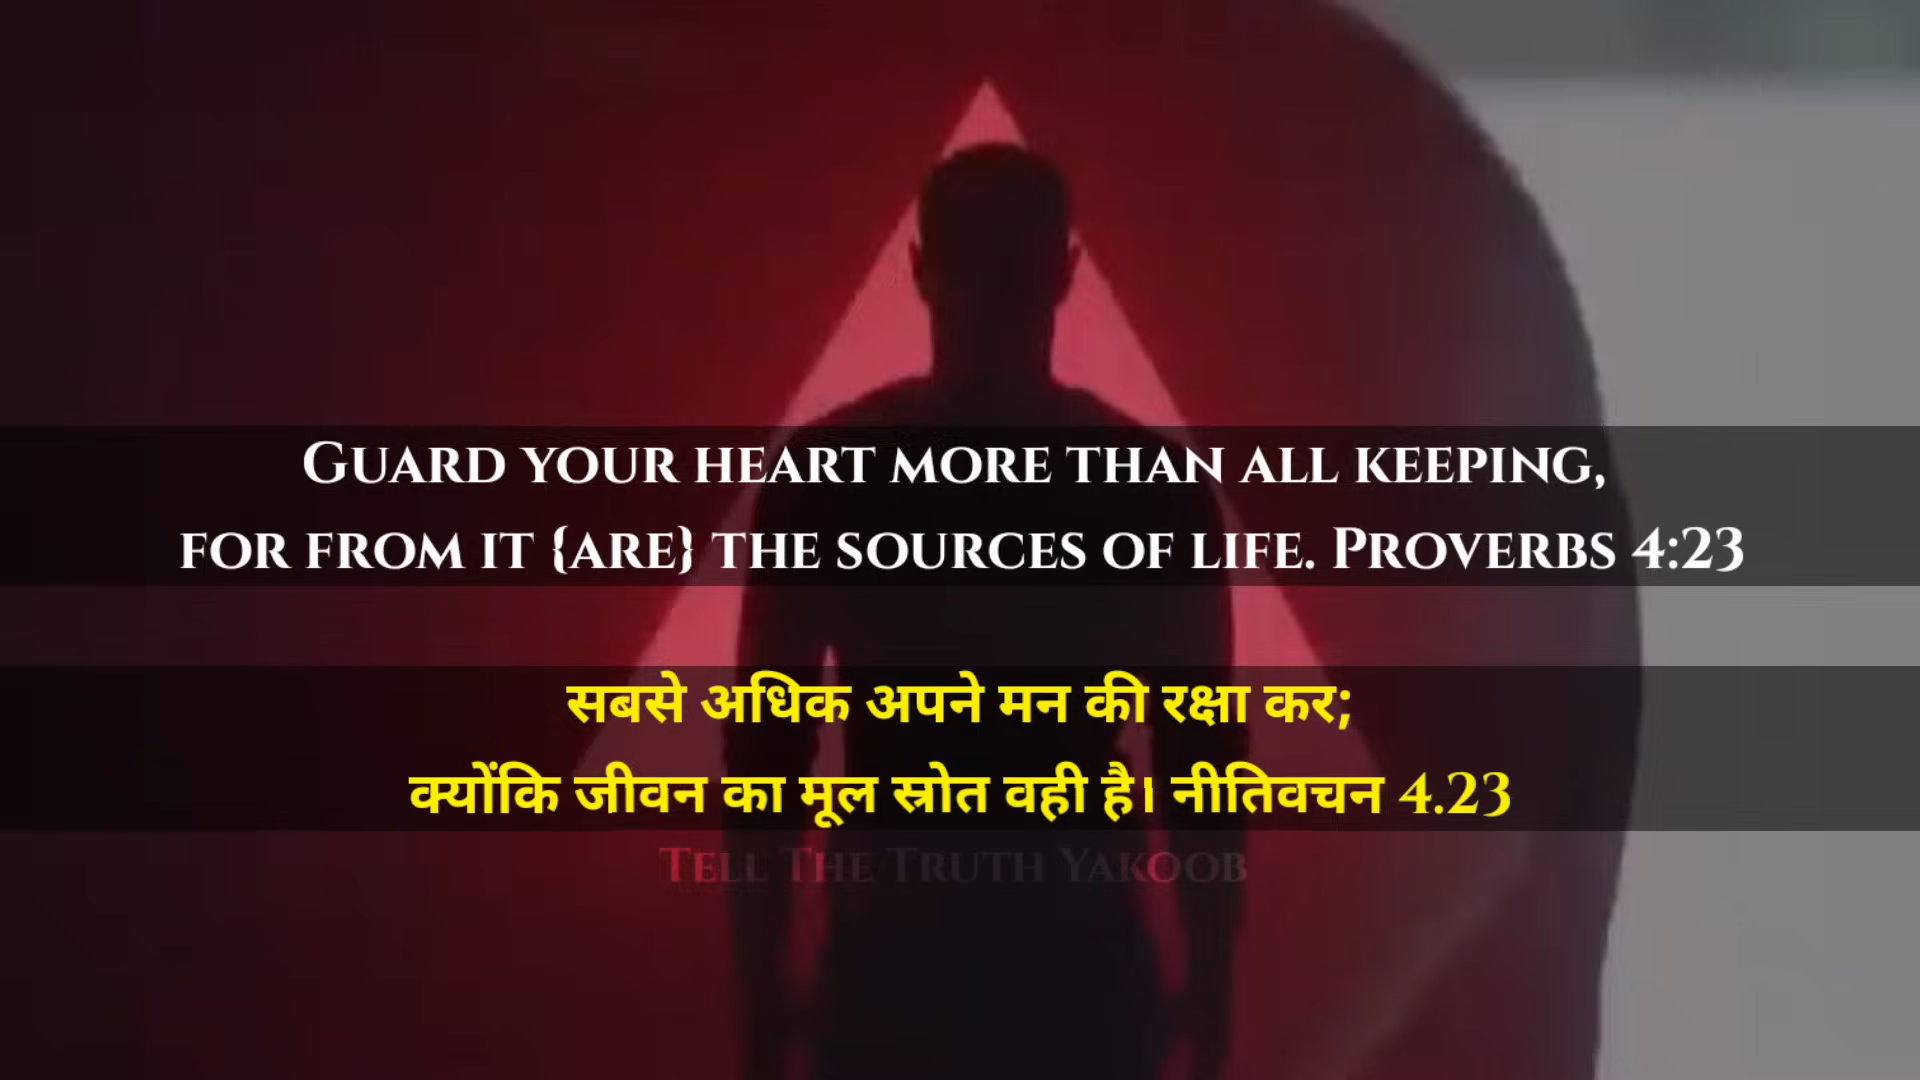 Guard your heart more than all keeping,
for from it {are} the sources of life. Proverbs 4:23
सबसे अधिक अपने मन की रक्षा कर;
क्योंकि जीवन का मूल स्रोत वही है। नीतिवचन 4.23
Tell The Truth Yakoob